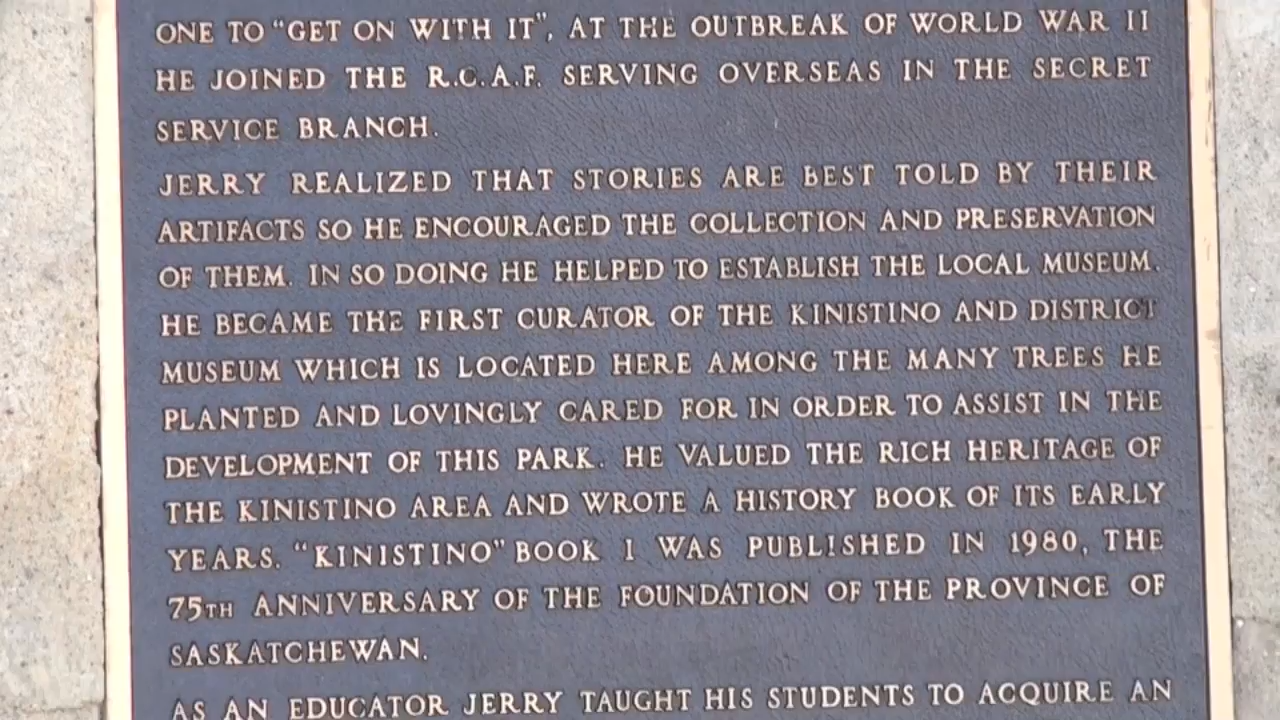 ONE TO "GET ON WITH IT", AT THE OUTBREAK OF WORLD WAR II
HE JOINED THE R.C.A.F. SERVING OVERSEAS IN THE SECRET
SERVICE BRANCH.
JERRY REALIZED THAT STORIES ARE BEST TOLD BY THEIR
ARTIFACTS SO HE ENCOURAGED THE COLLECTION AND PRESERVATION
OF THEM. IN SO DOING HE HELPED TO ESTABLISH THE LOCAL MUSEUM.
HE BECAME THE FIRST CURATOR OF THE KINISTINO AND DISTRICT
MUSEUM WHICH IS LOCATED HERE AMONG THE MANY TREES HE
PLANTED AND LOVINGLY CARED FOR IN ORDER TO ASSIST IN THE
DEVELOPMENT OF THIS PARK. HE VALUED THE RICH HERITAGE OF
THE KINISTINO AREA AND WROTE A HISTORY BOOK OF ITS EARLY
YEARS. "KINISTINO" BOOK 1 WAS PUBLISHED IN 1980, THE
75TH ANNIVERSARY OF THE FOUNDATION OF THE PROVINCE OF
SASKATCHEWAN.
AS AN EDUCATOR JERRY TAUGHT HIS STUDENTS TO ACQUIRE AN